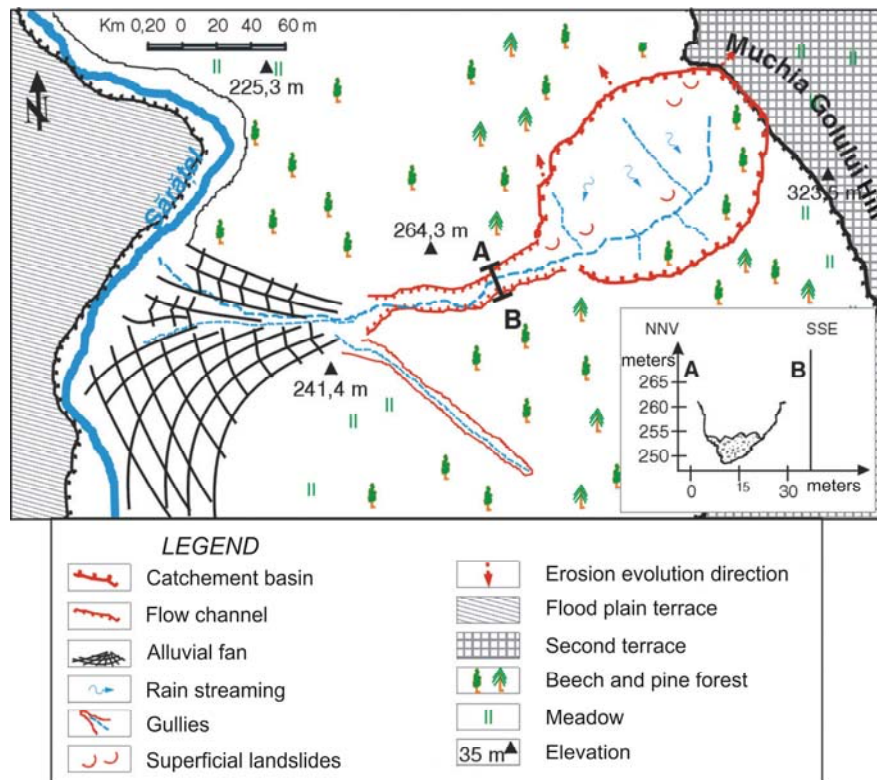 Km 0,20 0 20 40 60 m
225,3 m
N
Sărățel
Muchia Golului Hill
323,5 m
264,3 m
A
B
241,4 m
NNV SSE
meters A B
265
260
255
250
0 15 30 meters
LEGEND
Catchement basin
Flow channel
Alluvial fan
Rain streaming
Gullies
Superficial landslides
Erosion evolution direction
Flood plain terrace
Second terrace
Beech and pine forest
Meadow
35 m Elevation